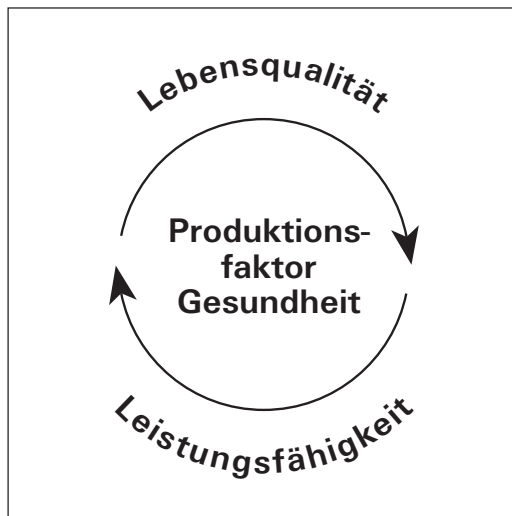 Lebensqualität
Produktions-
faktor
Gesundheit
Leistungsfähigkeit